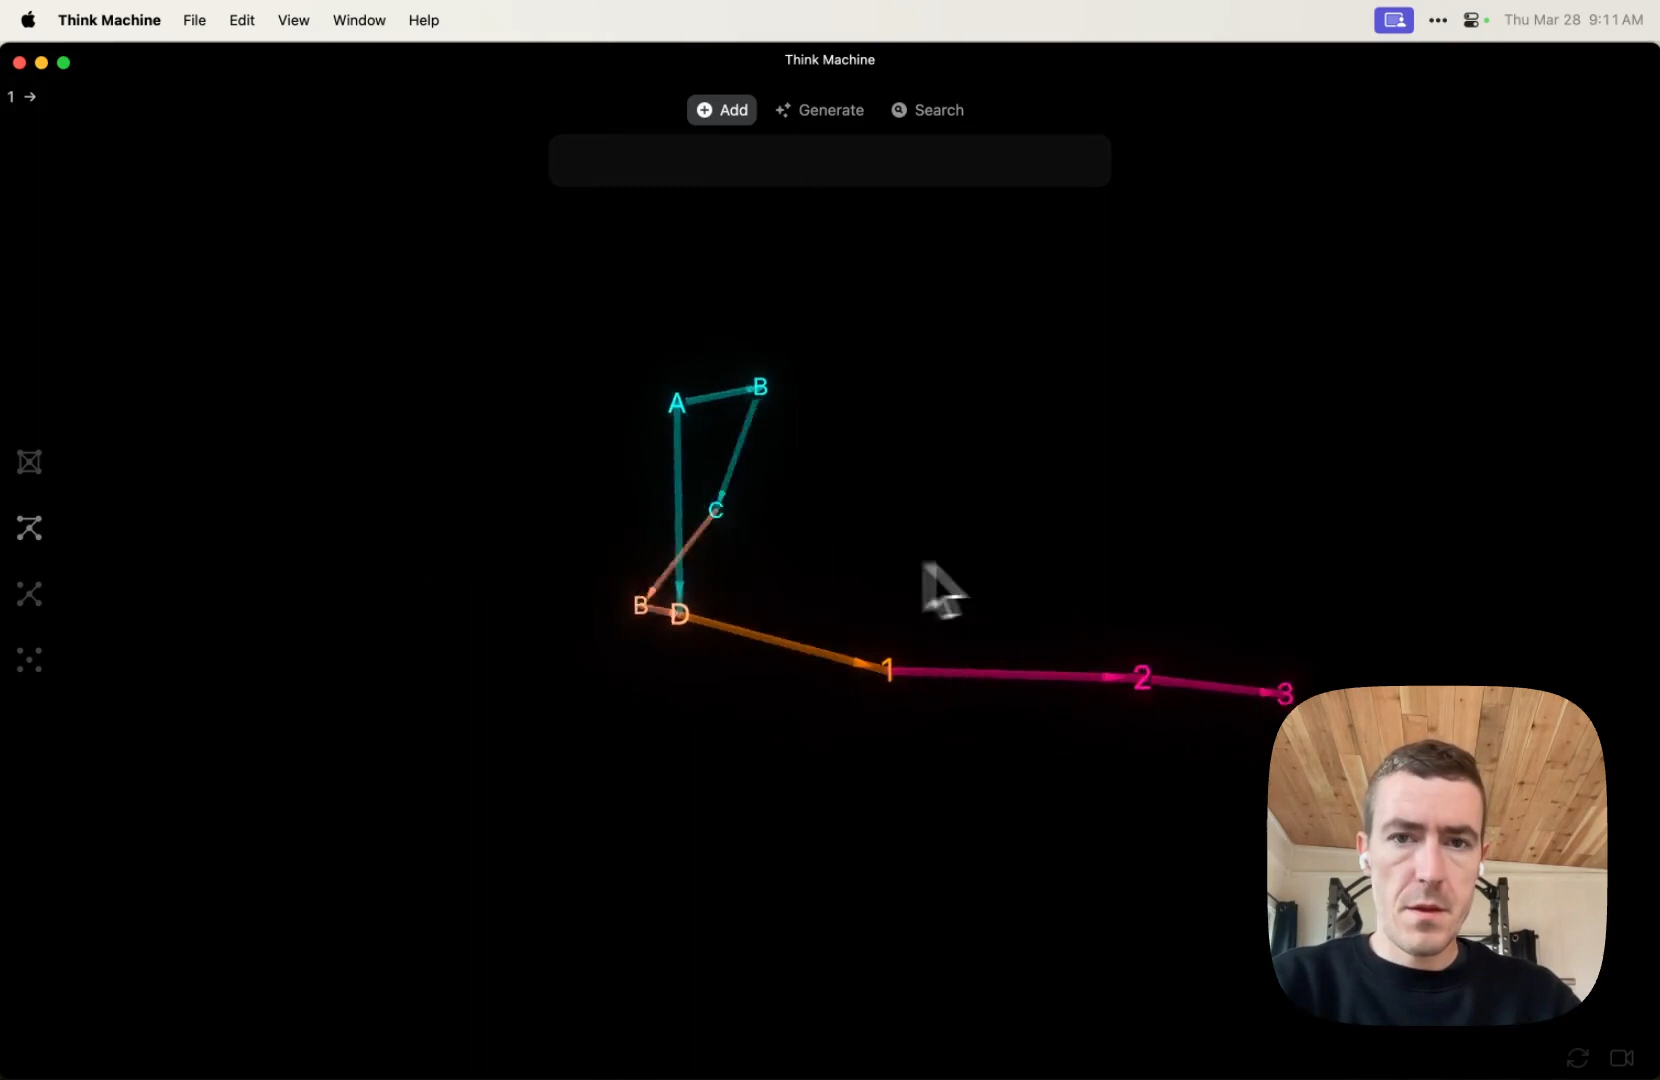 Think Machine File Edit View Window Help Thu Mar 28 9:11 AM
Think Machine
1 →
Add Generate Search
A B
C
B D
1 2 3